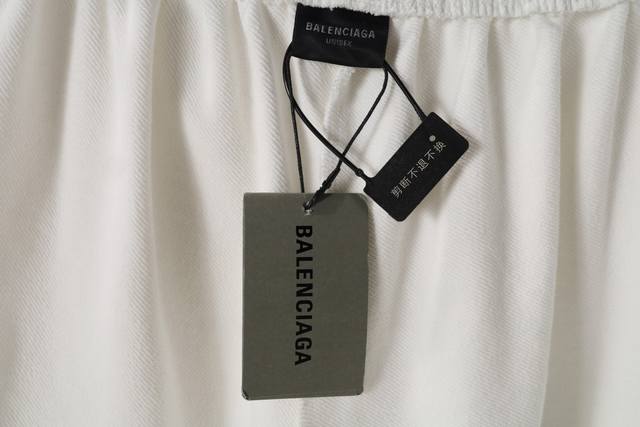 BALENCIAGA
UNISEX
剪断不退不换
BALENCIAGA